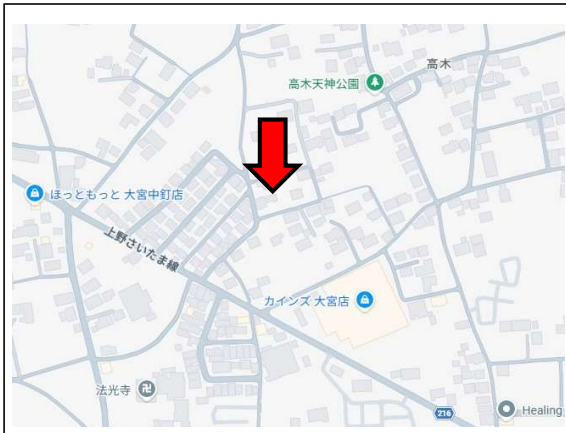 高木
高木天神公園
ほっともっと 大宮中釘店
上野さいたま線
カインズ 大宮店
法光寺
216
Healing